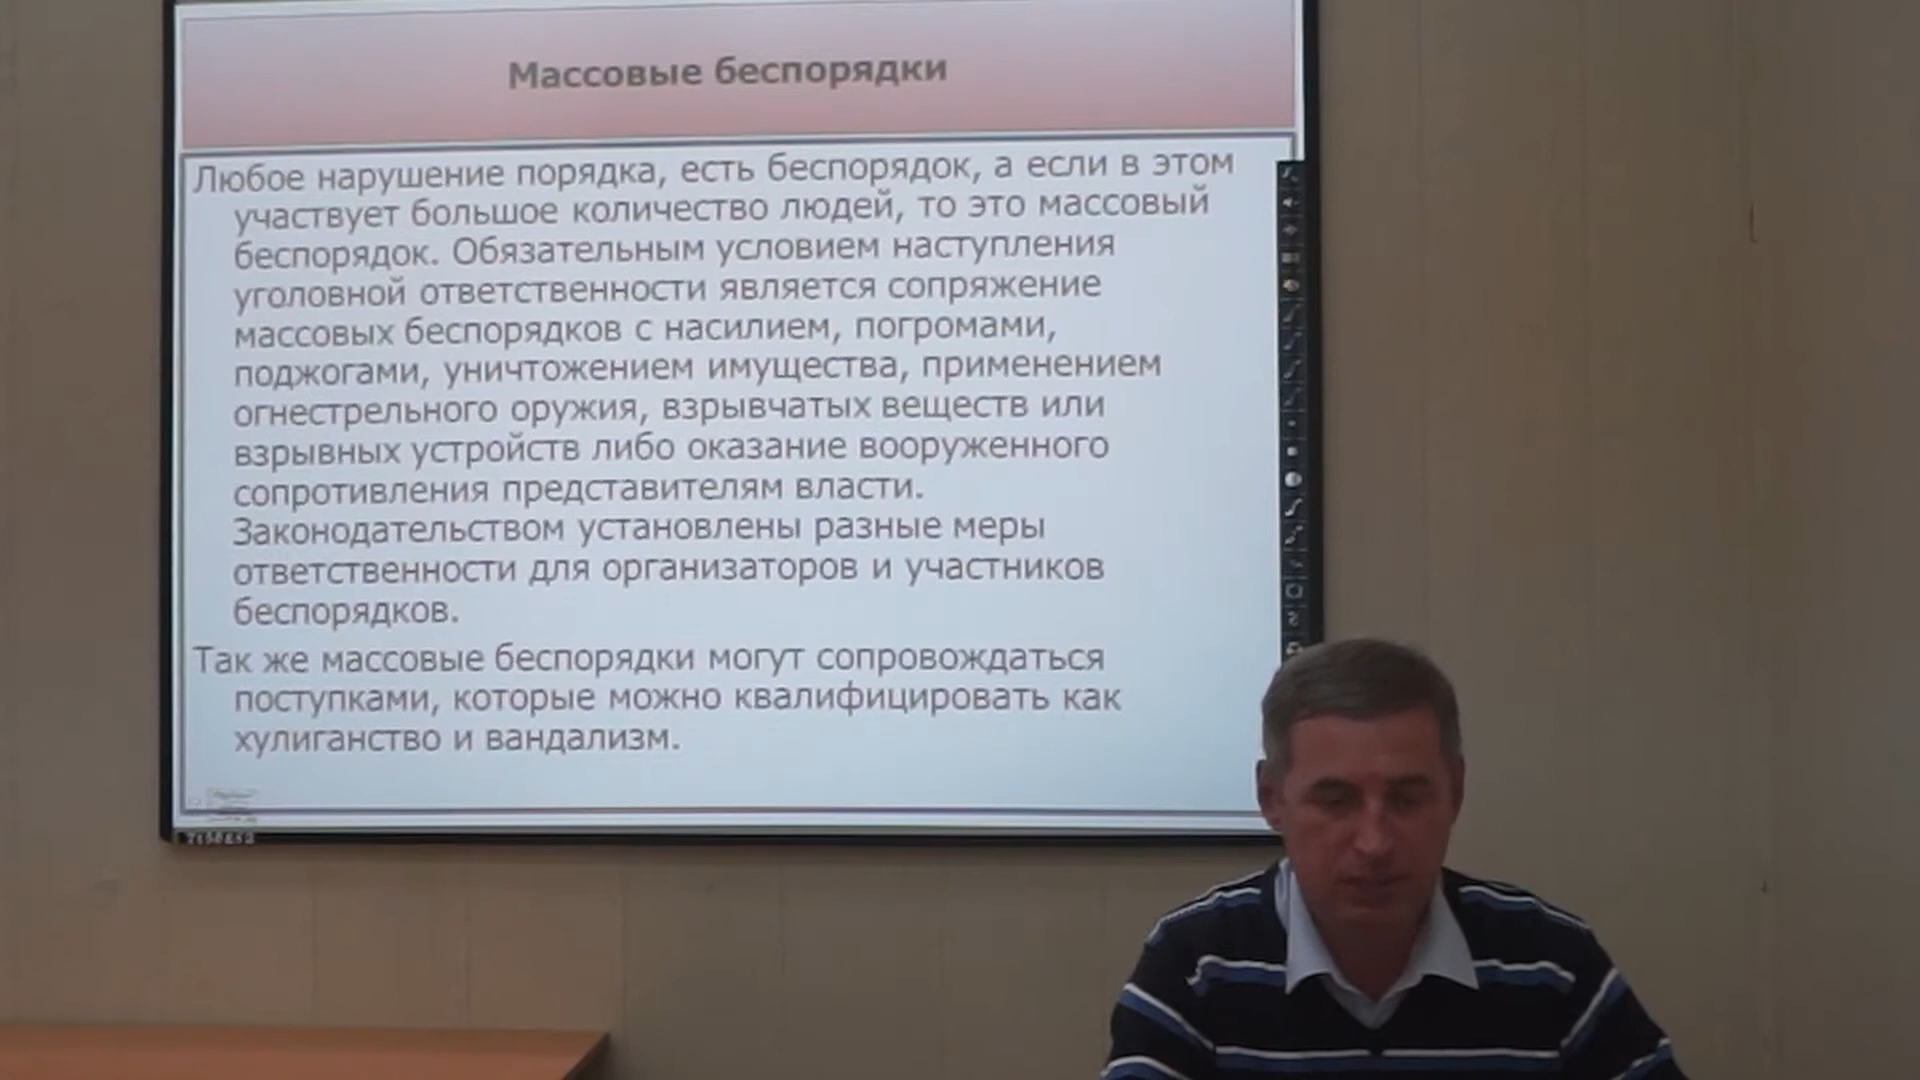 Массовые беспорядки
Любое нарушение порядка, есть беспорядок, а если в этом
участвует большое количество людей, то это массовый
беспорядок. Обязательным условием наступления
уголовной ответственности является сопряжение
массовых беспорядков с насилием, погромами,
поджогами, уничтожением имущества, применением
огнестрельного оружия, взрывчатых веществ или
взрывных устройств либо оказание вооруженного
сопротивления представителям власти.
Законодательством установлены разные меры
ответственности для организаторов и участников
беспорядков.
Так же массовые беспорядки могут сопровождаться
поступками, которые можно квалифицировать как
хулиганство и вандализм.